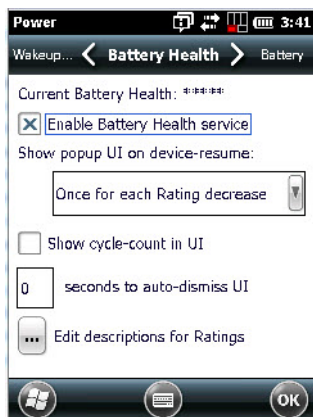 Power 3:41
Wakeup... Battery Health Battery
Current Battery Health: *****
Enable Battery Health service
Show popup UI on device-resume:
Once for each Rating decrease
Show cycle-count in UI
0 seconds to auto-dismiss UI
... Edit descriptions for Ratings
OK